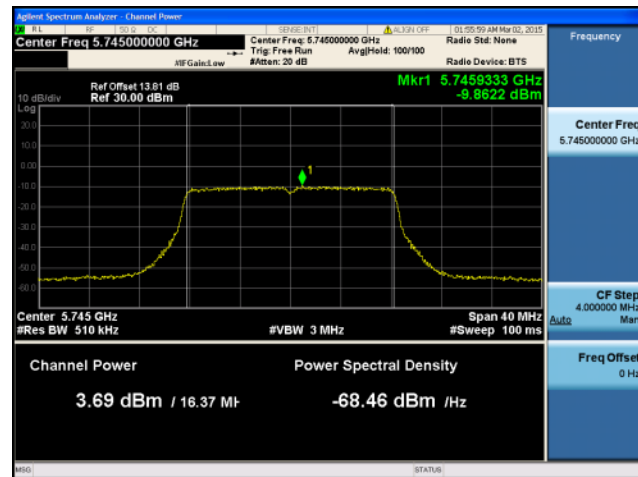 Agilent Spectrum Analyzer - Channel Power
RL RF 50 Ω DC SENSE:INT ALIGN OFF 01:55:59 AM Mar 02, 2015
Center Freq 5.745000000 GHz
Center Freq: 5.745000000 GHz
Radio Std: None
Trig: Free Run Avg|Hold: 100/100
#IFGain:Low #Atten: 20 dB Radio Device: BTS
Frequency
Ref Offset 13.81 dB
10 dB/div Ref 30.00 dBm
Mkr1 5.7459333 GHz
-9.8622 dBm
Log
20.0
10.0
0.00
-10.0
-20.0
-30.0
-40.0
-50.0
-60.0
1
Center 5.745 GHz Span 40 MHz
#Res BW 510 kHz #VBW 3 MHz #Sweep 100 ms
Channel Power Power Spectral Density
3.69 dBm / 16.37 MH -68.46 dBm /Hz
Center Freq
5.745000000 GHz
CF Step
4.000000 MHz
Auto Man
Freq Offset
0 Hz
MSG STATUS